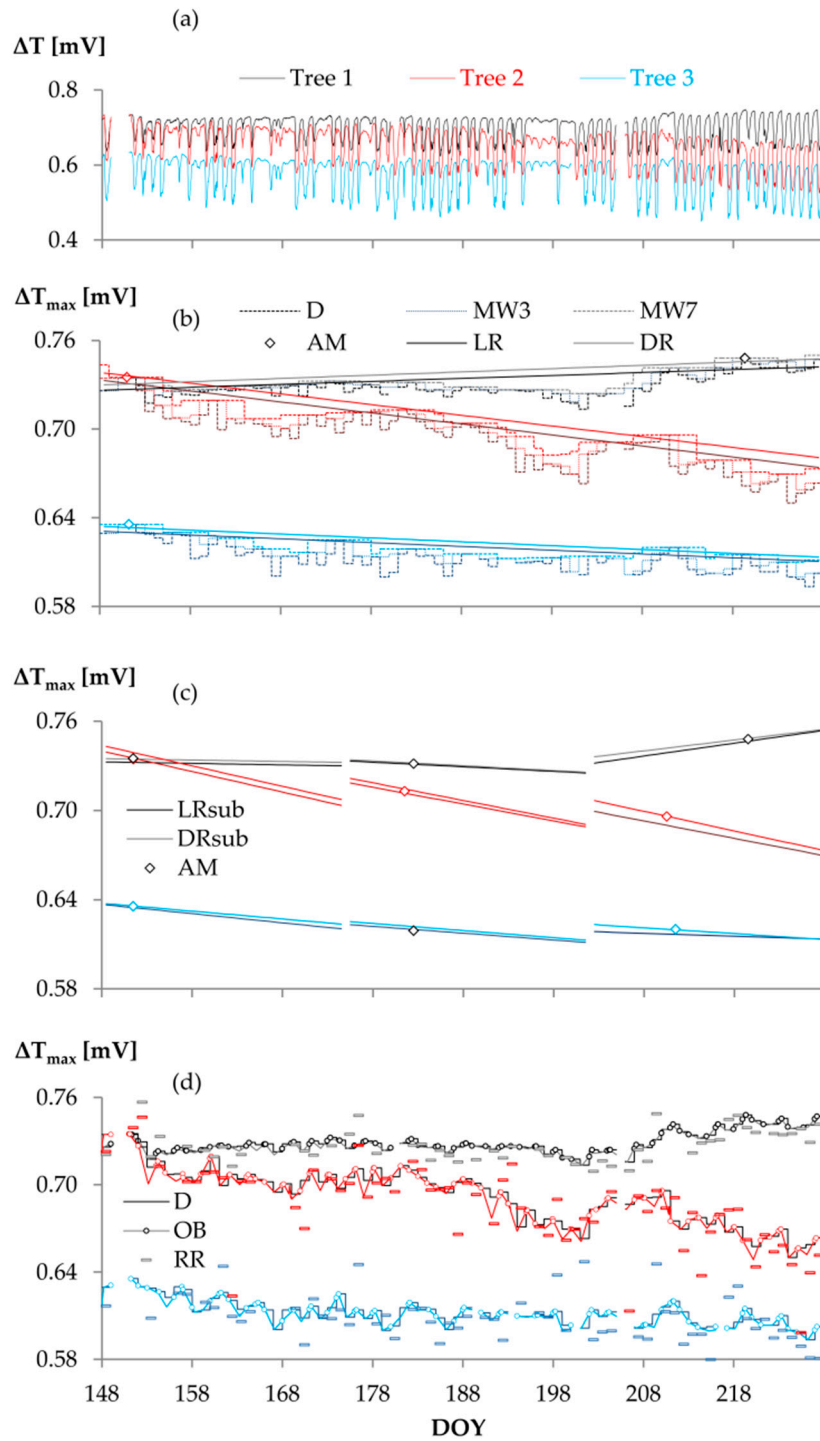 (a)
ΔT [mV]
Tree 1 Tree 2 Tree 3
0.8
0.6
0.4
ΔTmax [mV]
(b)
D MW3 MW7
AM LR DR
0.76
0.70
0.64
0.58
ΔTmax [mV]
(c)
0.76
0.70
LRsub
DRsub
AM
0.64
0.58
ΔTmax [mV]
(d)
0.76
0.70
D
OB
RR
0.64
0.58
148 158 168 178 188 198 208 218
DOY